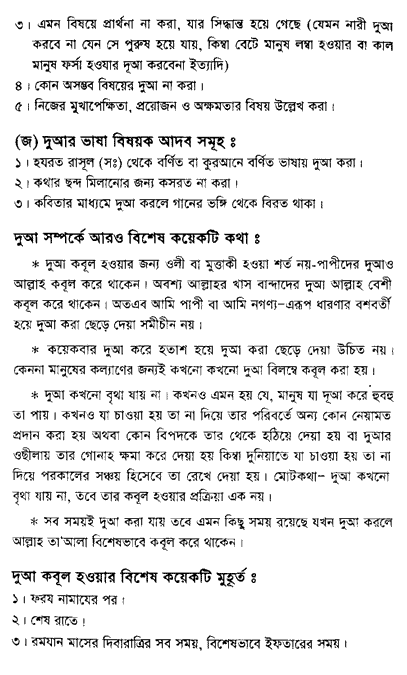 ৩। এমন বিষয়ে প্রার্থনা না করা, যার সিদ্ধান্ত হয়ে গেছে (যেমন নারী দুআ
করবে না যেন সে পুরুষ হয়ে যায়, কিম্বা বেটে মানুষ লম্বা হওয়ার বা কাল
মানুষ ফর্সা হওয়ার দুআ করবেনা ইত্যাদি)
৪। কোন অসম্ভব বিষয়ের দুআ না করা।
৫। নিজের মুখাপেক্ষিতা, প্রয়োজন ও অক্ষমতার বিষয় উল্লেখ করা।
(জ) দুআর ভাষা বিষয়ক আদব সমূহ ঃ
১। হযরত রাসূল (সঃ) থেকে বর্ণিত বা কুরআনে বর্ণিত ভাষায় দুআ করা।
২। কথার ছন্দ মিলানোর জন্য কসরত না করা।
৩। কবিতার মাধ্যমে দুআ করলে গানের ভঙ্গি থেকে বিরত থাকা।
দুআ সম্পর্কে আরও বিশেষ কয়েকটি কথা ঃ
* দুআ কবূল হওয়ার জন্য ওলী বা মুত্তাকী হওয়া শর্ত নয়-পাপীদের দুআও
আল্লাহ কবূল করে থাকেন। অবশ্য আল্লাহর খাস বান্দাদের দুআ আল্লাহ বেশী
কবূল করে থাকেন। অতএব আমি পাপী বা আমি নগণ্য-এরূপ ধারণার বশবর্তী
হয়ে দুআ করা ছেড়ে দেয়া সমীচীন নয়।
* কয়েকবার দুআ করে হতাশ হয়ে দুআ করা ছেড়ে দেয়া উচিত নয়।
কেননা মানুষের কল্যাণের জন্যই কখনো কখনো দুআ বিলম্বে কবূল করা হয়।
* দুআ কখনো বৃথা যায় না। কখনও এমন হয় যে, মানুষ যা দুআ করে হুবহু
তা পায়। কখনও যা চাওয়া হয় তা না দিয়ে তার পরিবর্তে অন্য কোন নেয়ামত
প্রদান করা হয় অথবা কোন বিপদকে তার থেকে হঠিয়ে দেয়া হয় বা দুআর
ওছীলায় তার গোনাহ ক্ষমা করে দেয়া হয় কিম্বা দুনিয়াতে যা চাওয়া হয় তা না
দিয়ে পরকালের সঞ্চয় হিসেবে তা রেখে দেয়া হয়। মোটকথা- দুআ কখনো
বৃথা যায় না, তবে তার কবূল হওয়ার প্রক্রিয়া এক নয়।
* সব সময়ই দুআ করা যায় তবে এমন কিছু সময় রয়েছে যখন দুআ করলে
আল্লাহ তা'আলা বিশেষভাবে কবূল করে থাকেন।
দুআ কবূল হওয়ার বিশেষ কয়েকটি মুহূর্ত ঃ
১। ফরয নামাযের পর।
২। শেষ রাতে।
৩। রমযান মাসের দিবারাত্রির সব সময়, বিশেষভাবে ইফতারের সময়।